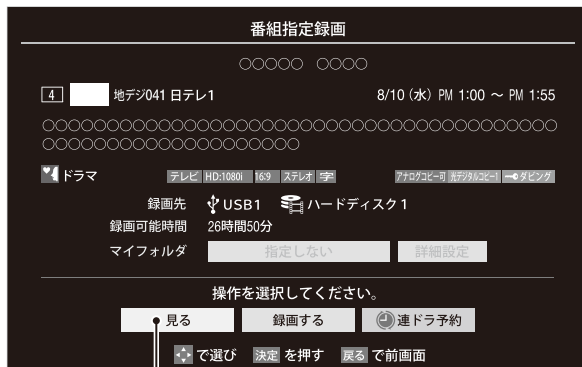 番組指定録画
○○○○○ ○○○○
4 地デジ041 日テレ1 8/10 (水) PM 1:00 ～ PM 1:55
○○○○○○○○○○○○○○○○○○○○○○○○○○○○○○○○○○○○○○○○
○○○○○○○○○○○○○○○○○○○○
ドラマ テレビ HD:1080i 16:9 ステレオ 字 アナログコピー可 光デジタルコピー1 ダビング
録画先 USB1 ハードディスク1
録画可能時間 26時間50分
マイフォルダ 指定しない 詳細設定
操作を選択してください。
見る 録画する 連ドラ予約
で選び 決定 を押す 戻る で前画面